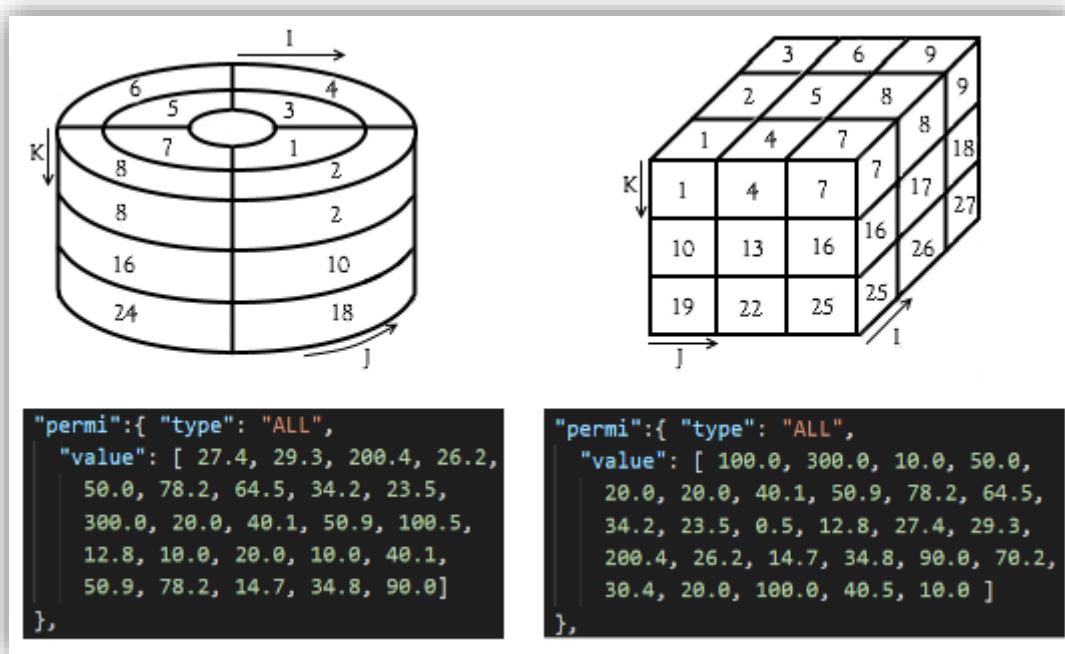 I
6 4
5 3
K
7 1
8 2
8 2
16 10
24 18
J
3 6 9
2 5 8 9
1 4 7 8
K 7 18
1 4 7 17
10 13 16 16 27
26
19 22 25 25
I
J
"permi":{ "type": "ALL",
"value": [ 27.4, 29.3, 200.4, 26.2,
50.0, 78.2, 64.5, 34.2, 23.5,
300.0, 20.0, 40.1, 50.9, 100.5,
12.8, 10.0, 20.0, 10.0, 40.1,
50.9, 78.2, 14.7, 34.8, 90.0]
},
"permi":{ "type": "ALL",
"value": [ 100.0, 300.0, 10.0, 50.0,
20.0, 20.0, 40.1, 50.9, 78.2, 64.5,
34.2, 23.5, 0.5, 12.8, 27.4, 29.3,
200.4, 26.2, 14.7, 34.8, 90.0, 70.2,
30.4, 20.0, 100.0, 40.5, 10.0 ]
},